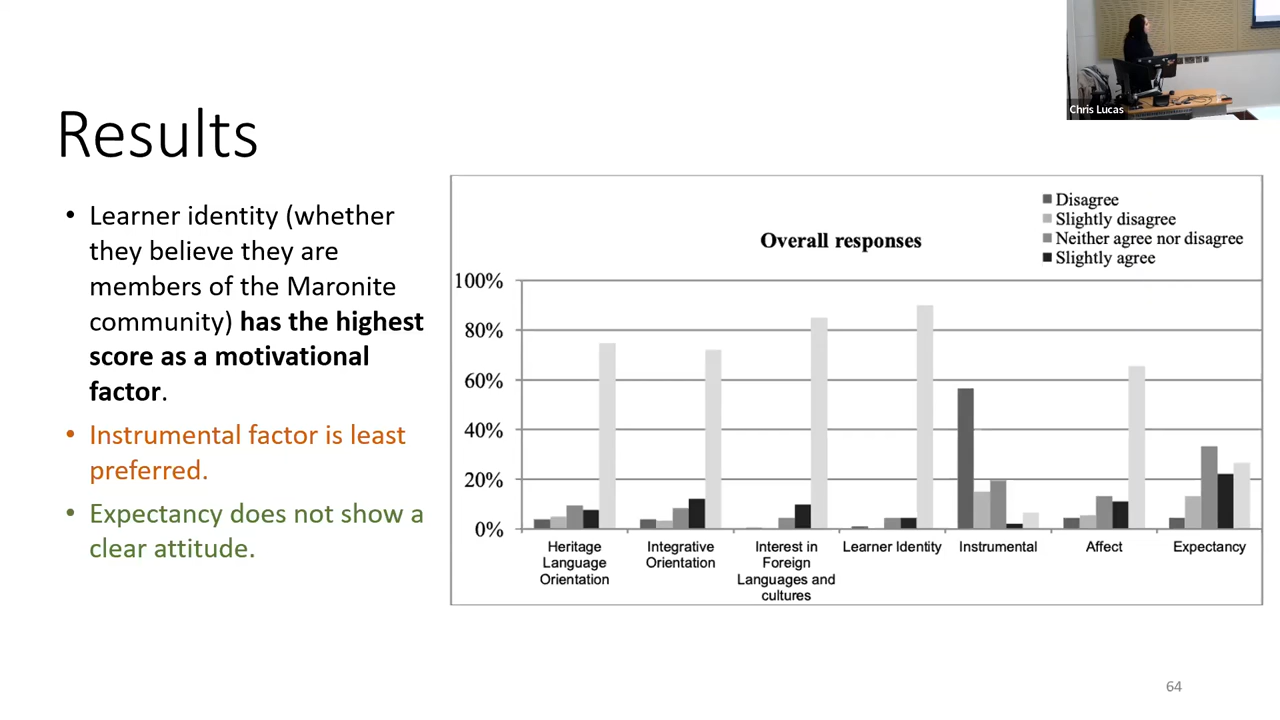 Chris Lucas
Results
• Learner identity (whether
they believe they are
members of the Maronite
community) has the highest
score as a motivational
factor.
• Instrumental factor is least
preferred.
• Expectancy does not show a
clear attitude.
Overall responses
Disagree
Slightly disagree
Neither agree nor disagree
Slightly agree
100%
80%
60%
40%
20%
0%
Heritage
Language
Orientation
Integrative
Orientation
Interest in
Foreign
Languages and
cultures
Learner Identity
Instrumental
Affect
Expectancy
64